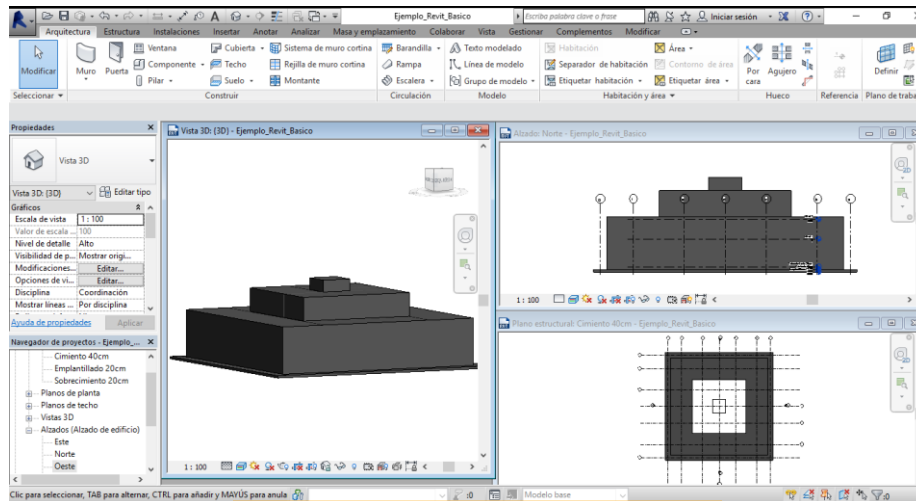 Ejemplo_Revit_Basico
Escriba palabra clave o frase
Iniciar sesión
Arquitectura Estructura Instalaciones Insertar Anotar Analizar Masa y emplazamiento Colaborar Vista Gestionar Complementos Modificar
Modificar
Muro
Puerta
Ventana
Componente
Pilar
Cubierta
Techo
Suelo
Sistema de muro cortina
Rejilla de muro cortina
Montante
Barandilla
Rampa
Escalera
Texto modelado
Línea de modelo
Grupo de modelo
Habitación
Separador de habitación
Etiquetar habitación
Área
Contorno de área
Etiquetar área
Por cara
Agujero
Definir
Seleccionar
Construir
Circulación
Modelo
Habitación y área
Hueco
Referencia
Plano de traba
Propiedades
Vista 3D
Vista 3D: {3D}
Editar tipo
Gráficos
Escala de vista 1 : 100
Valor de escala ... 100
Nivel de detalle Alto
Visibilidad de p... Mostrar origi...
Modificaciones... Editar...
Opciones de vi... Editar...
Disciplina Coordinación
Mostrar líneas ... Por disciplina
Ayuda de propiedades Aplicar
Navegador de proyectos - Ejemplo_...
Cimiento 40cm
Emplantillado 20cm
Sobrecimiento 20cm
Planos de planta
Planos de techo
Vistas 3D
Alzados (Alzado de edificio)
Este
Norte
Oeste
Vista 3D: {3D} - Ejemplo_Revit_Basico
1 : 100
Alzado: Norte - Ejemplo_Revit_Basico
1 : 100
Plano estructural: Cimiento 40cm - Ejemplo_Revit_Basico
Clic para seleccionar, TAB para alternar, CTRL para añadir y MAYÚS para anula
:0
Modelo base
:0